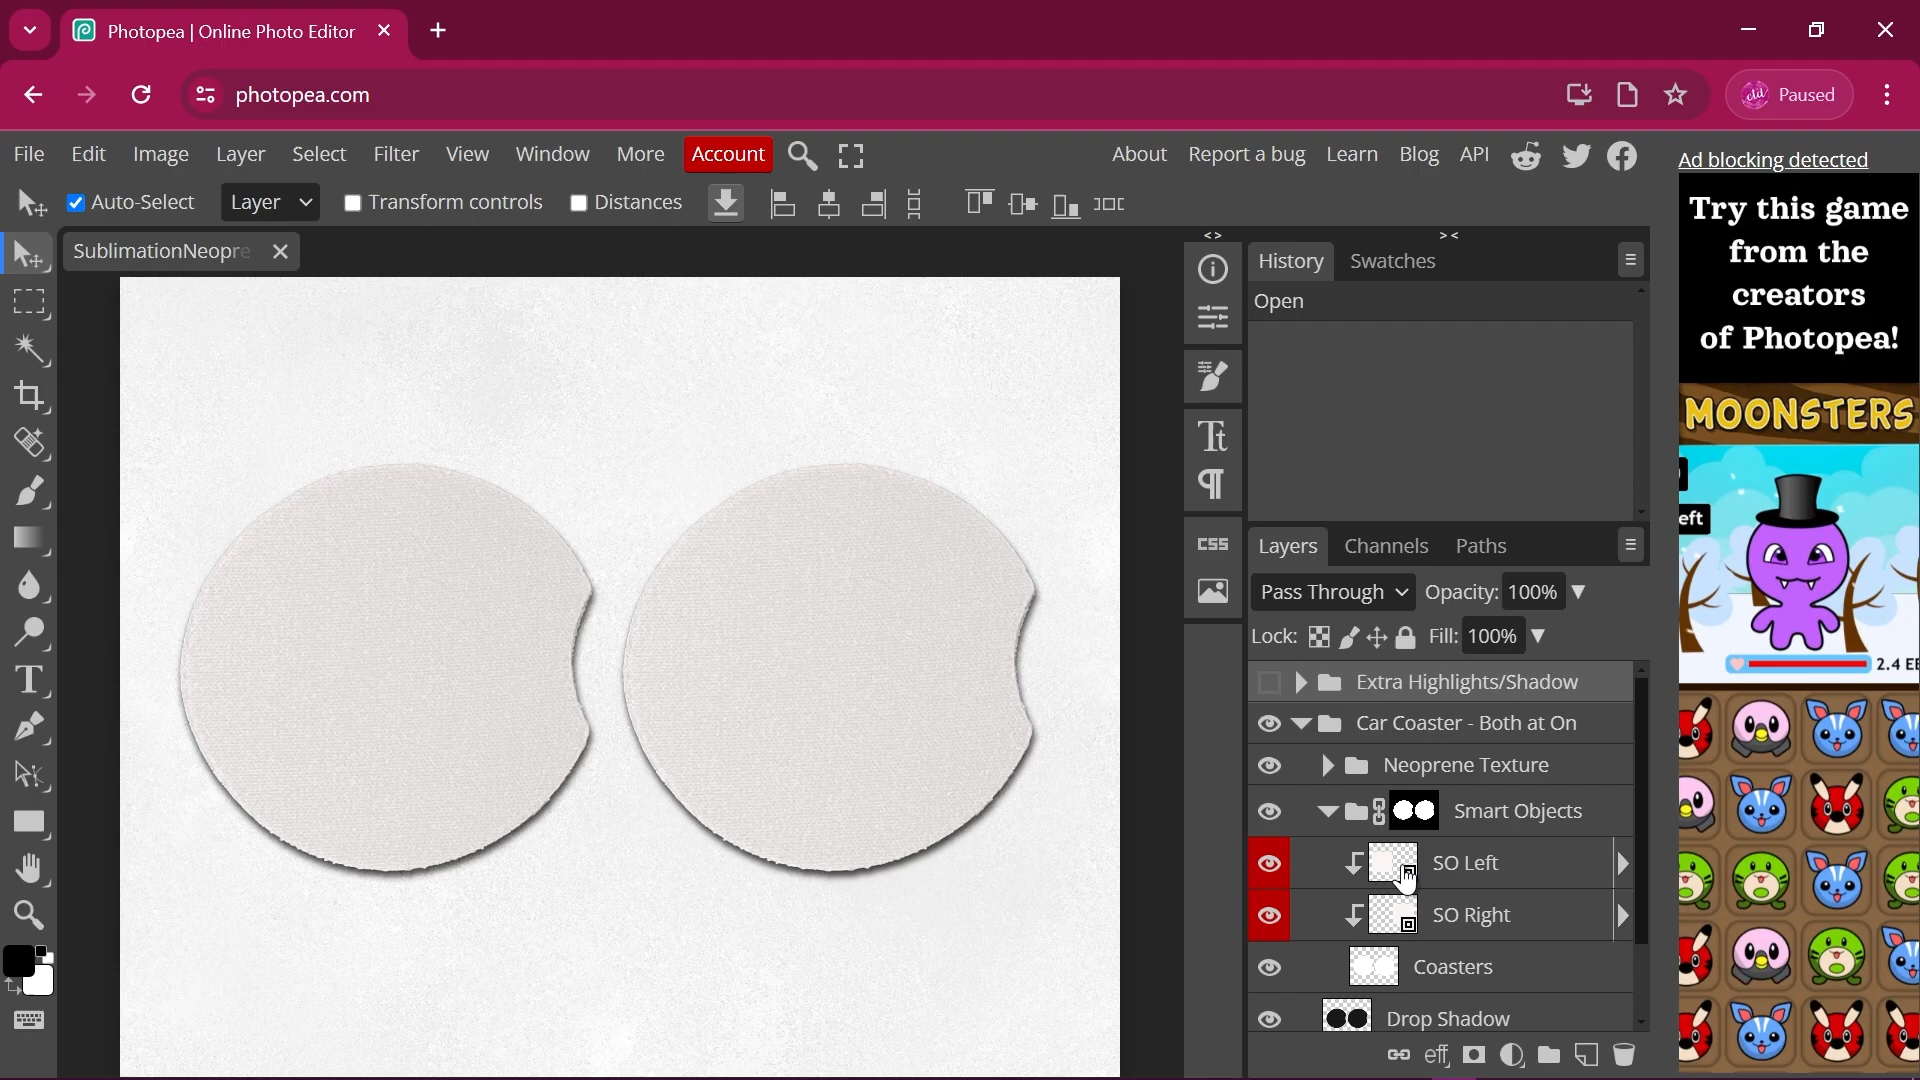 Photopea | Online Photo Editor
photopea.com
Paused
File Edit Image Layer Select Filter View Window More Account
About Report a bug Learn Blog API
Ad blocking detected
Auto-Select Layer Transform controls Distances
SublimationNeopre
History Swatches
Open
CSS
Layers Channels Paths
Pass Through Opacity: 100%
Lock: Fill: 100%
Extra Highlights/Shadow
Car Coaster - Both at On
Neoprene Texture
Smart Objects
SO Left
SO Right
Coasters
Drop Shadow
eff
Try this game
from the
creators
of Photopea!
MOONSTERS
eft
2.4 EE